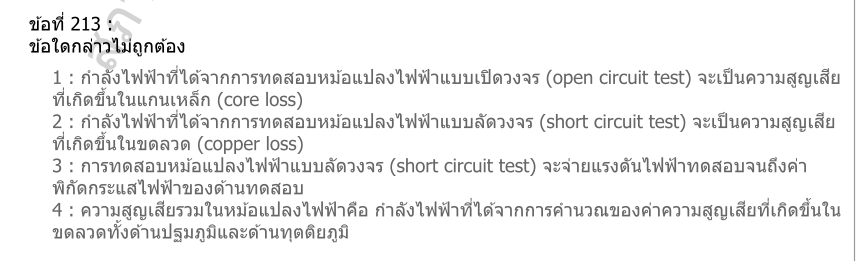 ข้อที่ 213 :
ข้อใดกล่าวไม่ถูกต้อง
1 : กำลังไฟฟ้าที่ได้จากการทดสอบหม้อแปลงไฟฟ้าแบบเปิดวงจร (open circuit test) จะเป็นความสูญเสีย
ที่เกิดขึ้นในแกนเหล็ก (core loss)
2 : กำลังไฟฟ้าที่ได้จากการทดสอบหม้อแปลงไฟฟ้าแบบลัดวงจร (short circuit test) จะเป็นความสูญเสีย
ที่เกิดขึ้นในขดลวด (copper loss)
3 : การทดสอบหม้อแปลงไฟฟ้าแบบลัดวงจร (short circuit test) จะจ่ายแรงดันไฟฟ้าทดสอบจนถึงค่า
พิกัดกระแสไฟฟ้าของด้านทดสอบ
4 : ความสูญเสียรวมในหม้อแปลงไฟฟ้าคือ กำลังไฟฟ้าที่ได้จากการคำนวณของค่าความสูญเสียที่เกิดขึ้นใน
ขดลวดทั้งด้านปฐมภูมิและด้านทุตติยภูมิ